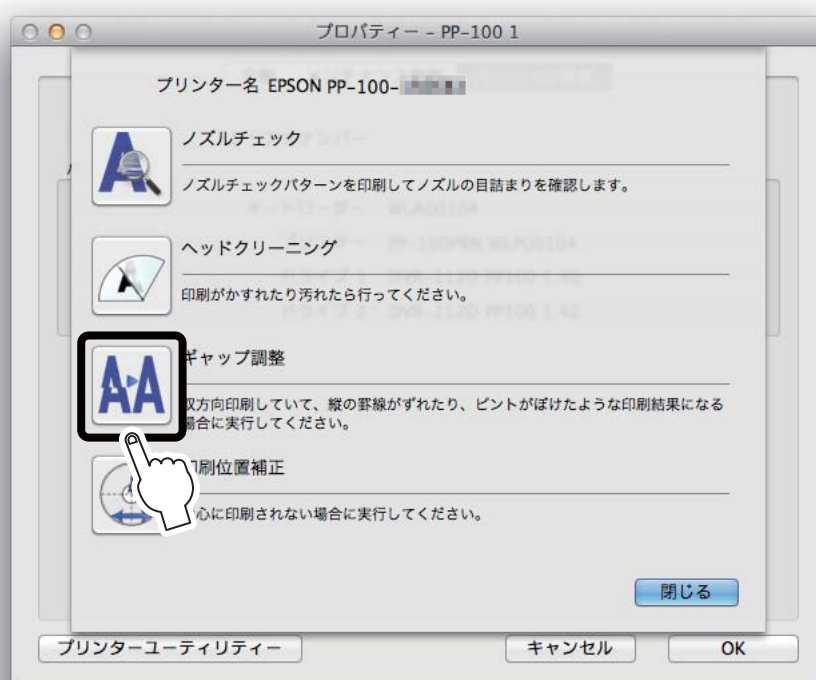 プロパティー – PP-100 1
プリンター名 EPSON PP-100-
ノズルチェック
ノズルチェックパターンを印刷してノズルの目詰まりを確認します。
ヘッドクリーニング
印刷がかすれたり汚れたら行ってください。
ギャップ調整
双方向印刷していて、縦の罫線がずれたり、ピントがぼけたような印刷結果になる
場合に実行してください。
印刷位置補正
心に印刷されない場合に実行してください。
閉じる
プリンターユーティリティー
キャンセル
OK